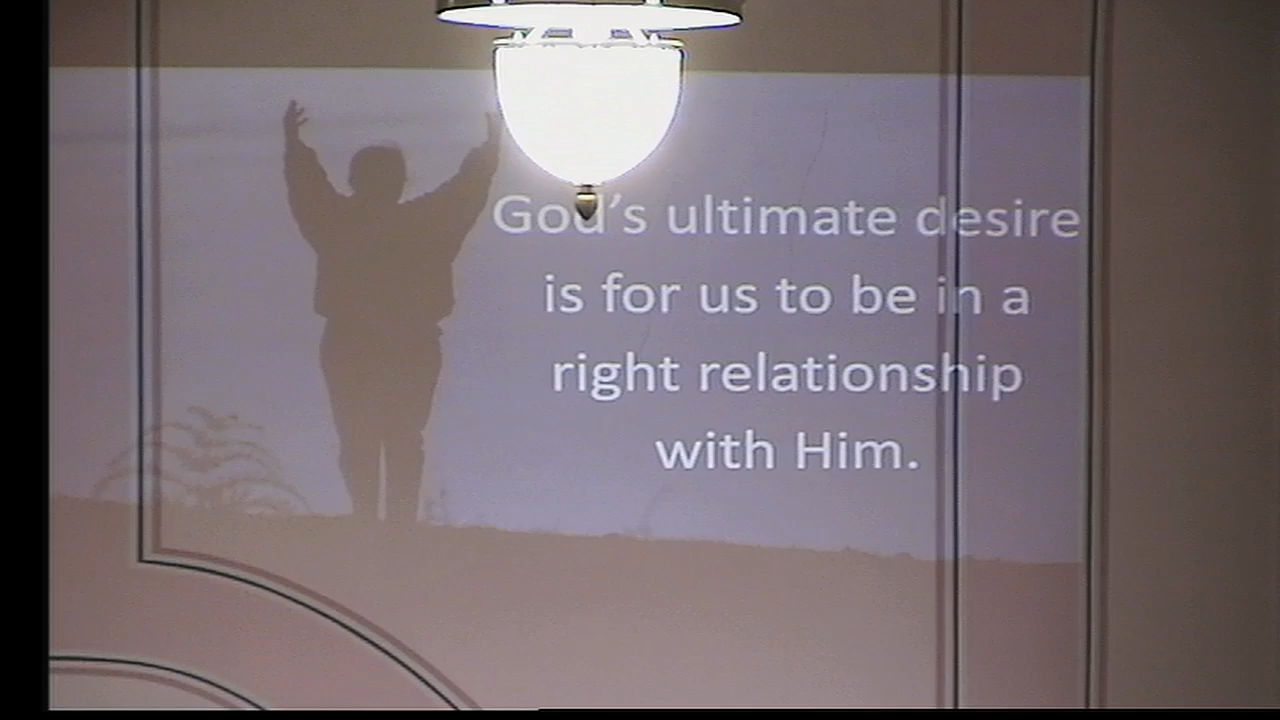 God's ultimate desire
is for us to be in a
right relationship
with Him.